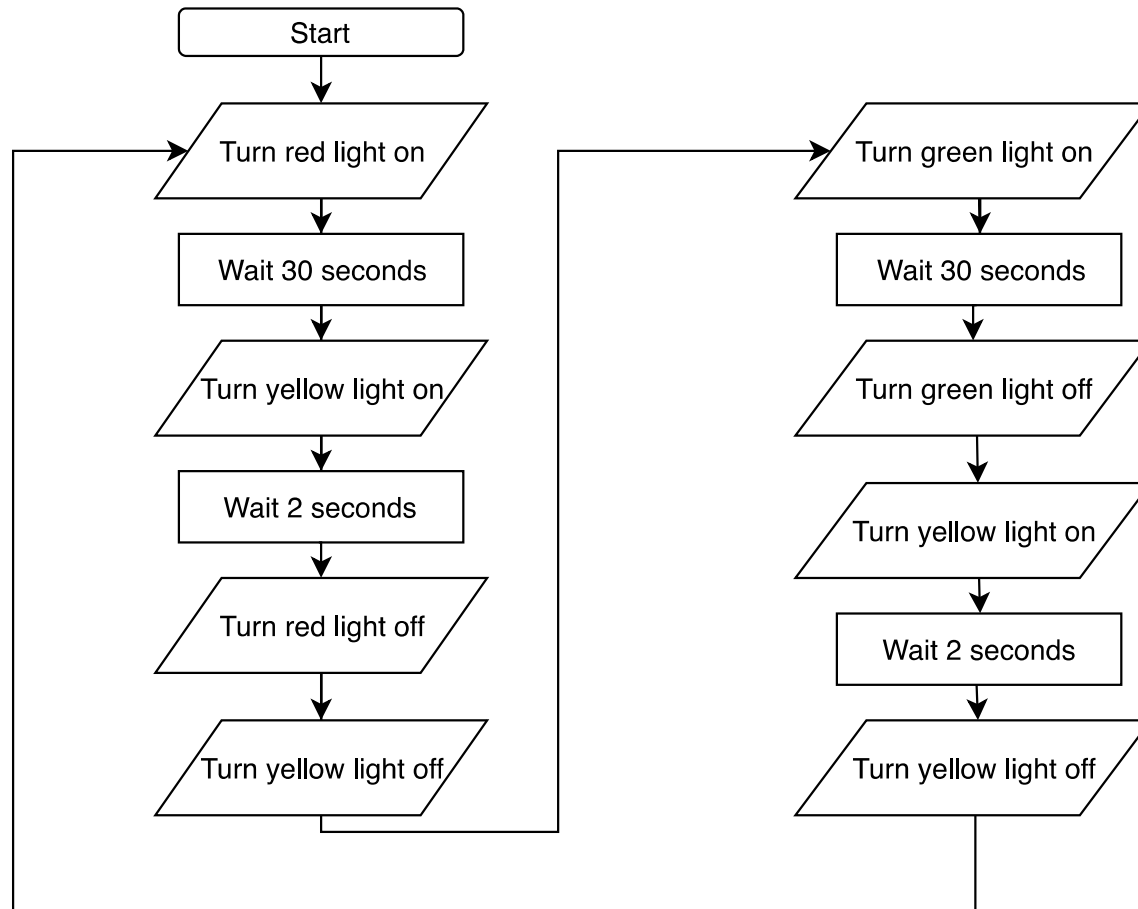 Start
Turn red light on
Wait 30 seconds
Turn yellow light on
Wait 2 seconds
Turn red light off
Turn yellow light off
Turn green light on
Wait 30 seconds
Turn green light off
Turn yellow light on
Wait 2 seconds
Turn yellow light off